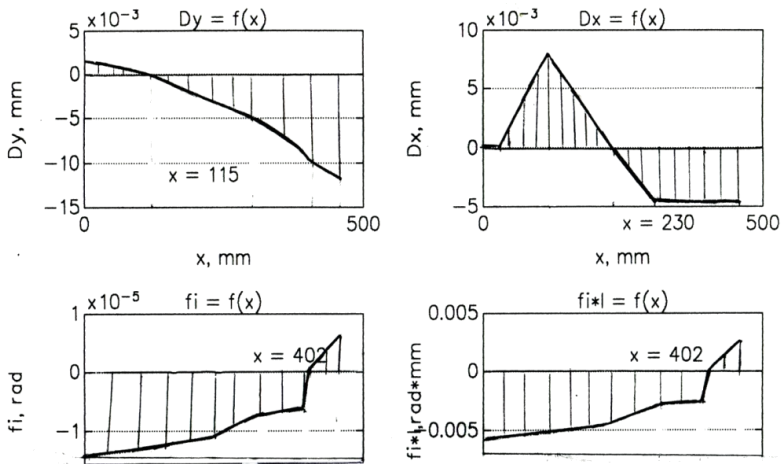 x10⁻³ Dy = f(x)
5
0
−5
−10
−15
Dy, mm
x = 115
0 500
x, mm
x10⁻³ Dx = f(x)
10
5
0
−5
Dx, mm
0 x = 230 500
x, mm
x10⁻⁵ fi = f(x)
1
0
−1
fi, rad
x = 402
fi*l = f(x)
0.005
0
−0.005
fi*l,rad*mm
x = 402